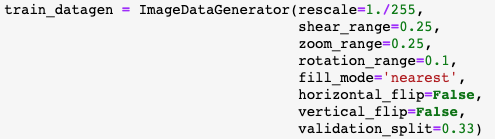 train_datagen = ImageDataGenerator(rescale=1./255,
shear_range=0.25,
zoom_range=0.25,
rotation_range=0.1,
fill_mode='nearest',
horizontal_flip=False,
vertical_flip=False,
validation_split=0.33)